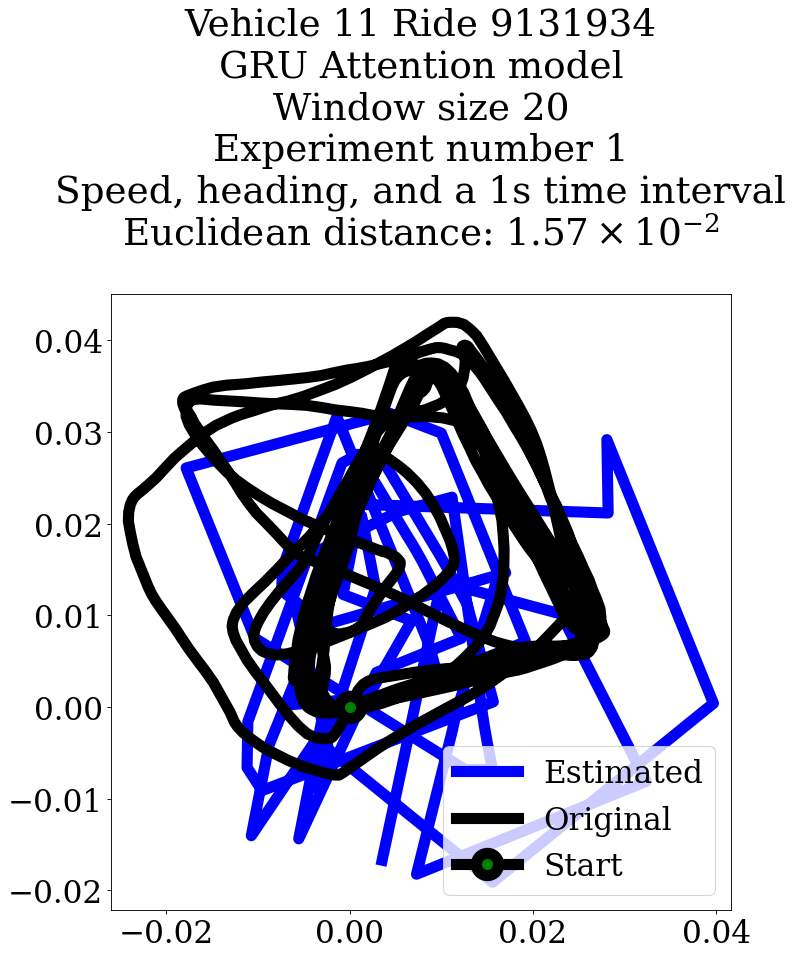 Vehicle 11 Ride 9131934
GRU Attention model
Window size 20
Experiment number 1
Speed, heading, and a 1s time interval
Euclidean distance: 1.57 × 10⁻²
0.04
0.03
0.02
0.01
0.00
−0.01
−0.02
Estimated
Original
Start
−0.02 0.00 0.02 0.04